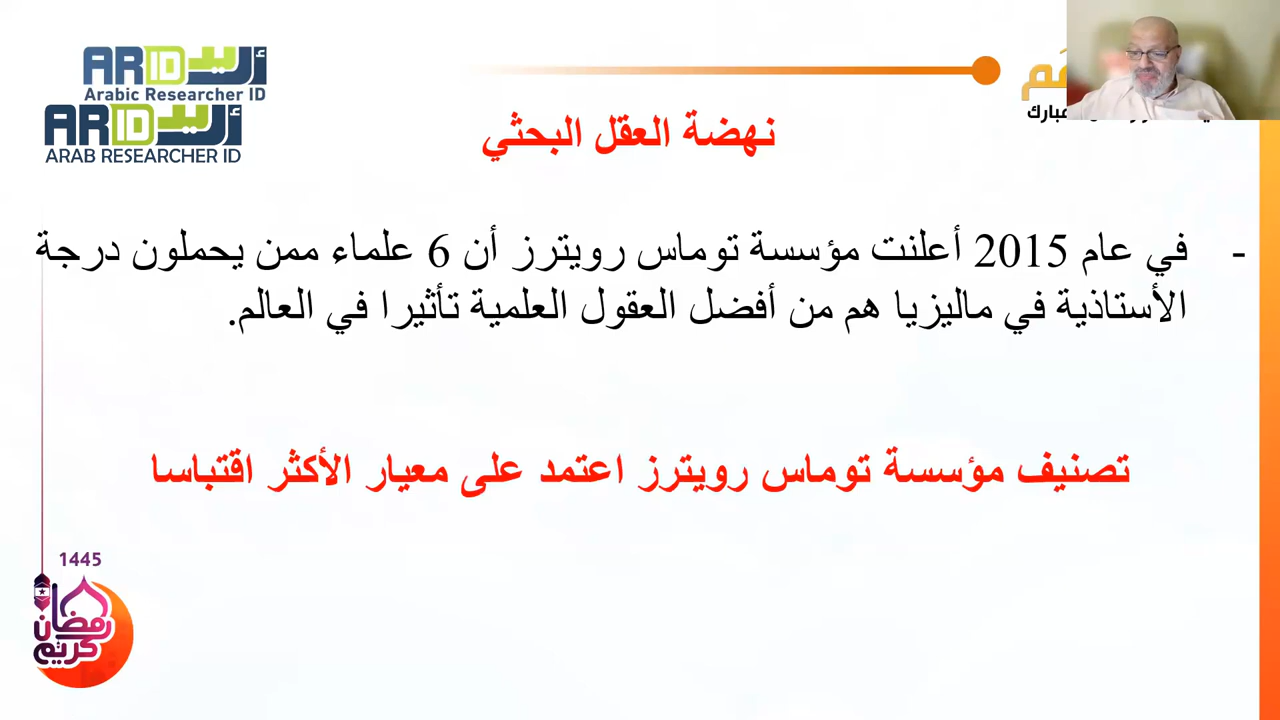 أريد
ARID
Arabic Researcher ID
أريد
ARID
ARAB RESEARCHER ID
نهضة العقل البحثي
- في عام 2015 أعلنت مؤسسة توماس رويترز أن 6 علماء ممن يحملون درجة
الأستاذية في ماليزيا هم من أفضل العقول العلمية تأثيرا في العالم.
تصنيف مؤسسة توماس رويترز اعتمد على معيار الأكثر اقتباسا
1445
رمضان
كريم